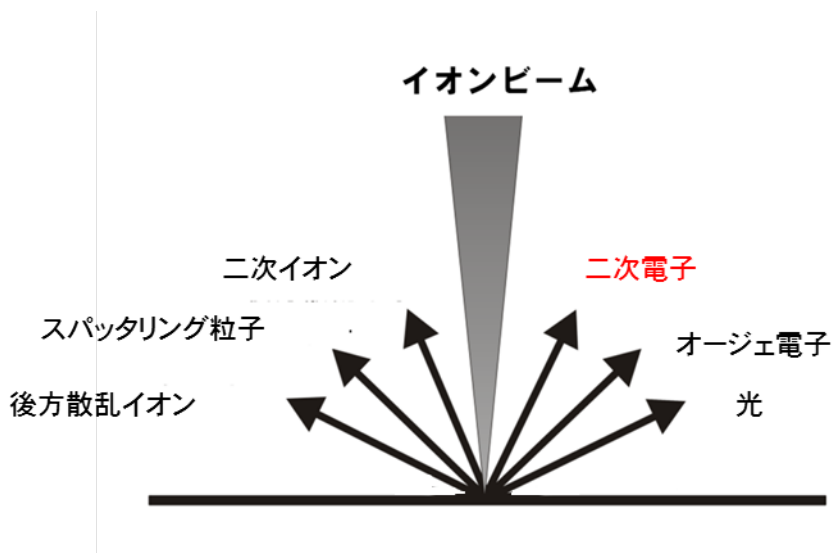 イオンビーム
二次イオン
二次電子
スパッタリング粒子
オージェ電子
後方散乱イオン
光